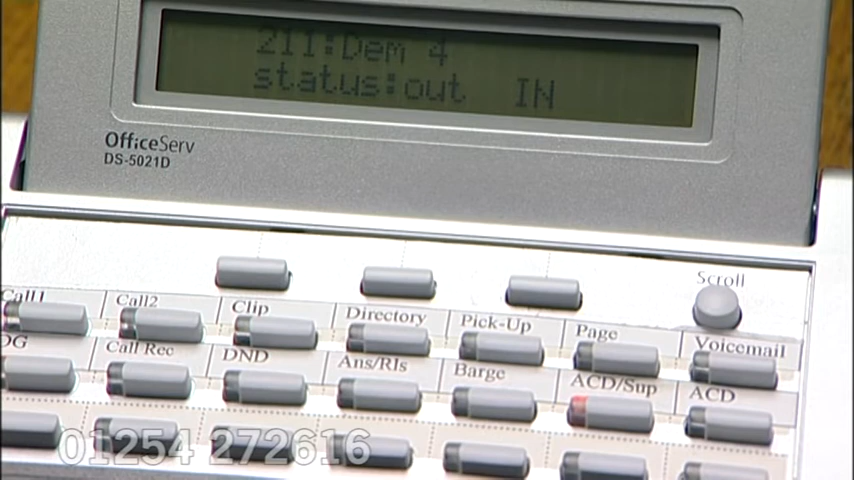 211:Dem 4
status:out IN
OfficeServ
DS-5021D
Scroll
Call1 Call2 Clip Directory Pick-Up Page Voicemail
Call Rec DND Ans/Rls Barge ACD/Sup ACD
01254 272616